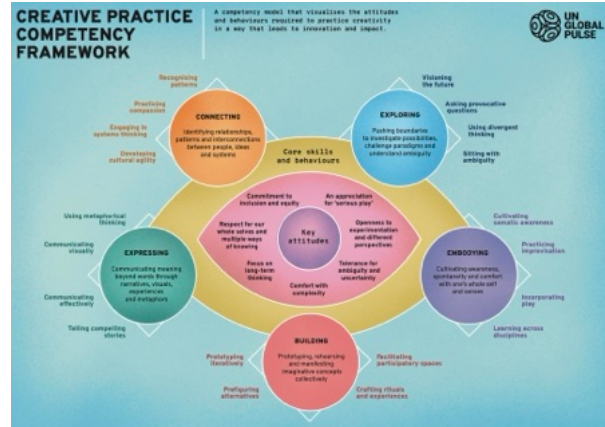 CREATIVE PRACTICE
COMPETENCY
FRAMEWORK
A competency model that visualises the attitudes
and behaviours required to practice creativity
in a way that leads to innovation and impact.
UN
GLOBAL
PULSE
Recognising
patterns
Practicing
compassion
Engaging in
systems thinking
Developing
cultural agility
CONNECTING
Identifying relationships,
patterns and interconnections
between people, ideas
and systems
Visioning
the future
Asking provocative
questions
Using divergent
thinking
Sitting with
ambiguity
EXPLORING
Pushing boundaries
to investigate possibilities,
challenge paradigms and
understand ambiguity
Core skills
and behaviours
Commitment to
inclusion and equity
An appreciation
for 'serious play'
Respect for our
whole selves and
multiple ways
of knowing
Openness to
experimentation
and different
perspectives
Key
attitudes
Focus on
long-term
thinking
Tolerance for
ambiguity and
uncertainty
Comfort with
complexity
Using metaphorical
thinking
Communicating
visually
Communicating
effectively
Telling compelling
stories
EXPRESSING
Communicating meaning
beyond words through
narratives, visuals,
experiences
and metaphors
Cultivating
somatic awareness
Practicing
improvisation
Incorporating
play
Learning across
disciplines
EMBODYING
Cultivating awareness,
spontaneity and comfort
with one's whole self
and senses
BUILDING
Prototyping, rehearsing
and manifesting
imaginative concepts
collectively
Prototyping
iteratively
Prefiguring
alternatives
Facilitating
participatory spaces
Crafting rituals
and experiences